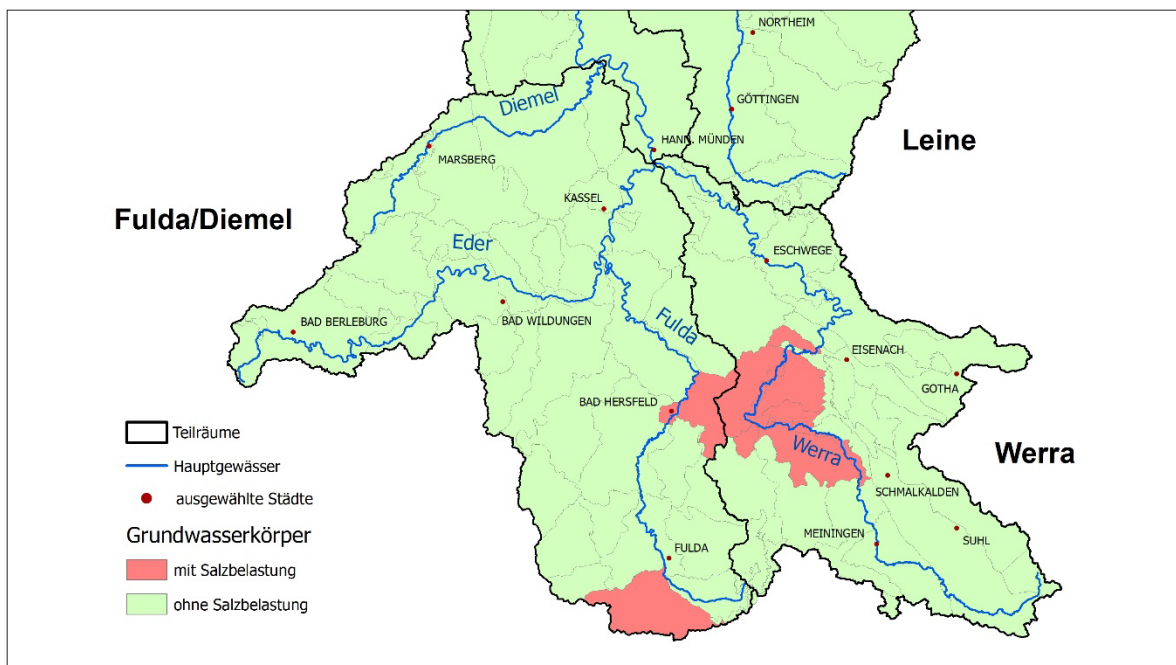 NORTHEIM
Diemel
GÖTTINGEN
Leine
HANN. MÜNDEN
MARSBERG
KASSEL
Fulda/Diemel
Eder
ESCHWEGE
BAD BERLEBURG
BAD WILDUNGEN
Fulda
EISENACH
GOTHA
BAD HERSFELD
Werra
Werra
SCHMALKALDEN
MEININGEN
SUHL
FULDA
Teilräume
Hauptgewässer
ausgewählte Städte
Grundwasserkörper
mit Salzbelastung
ohne Salzbelastung